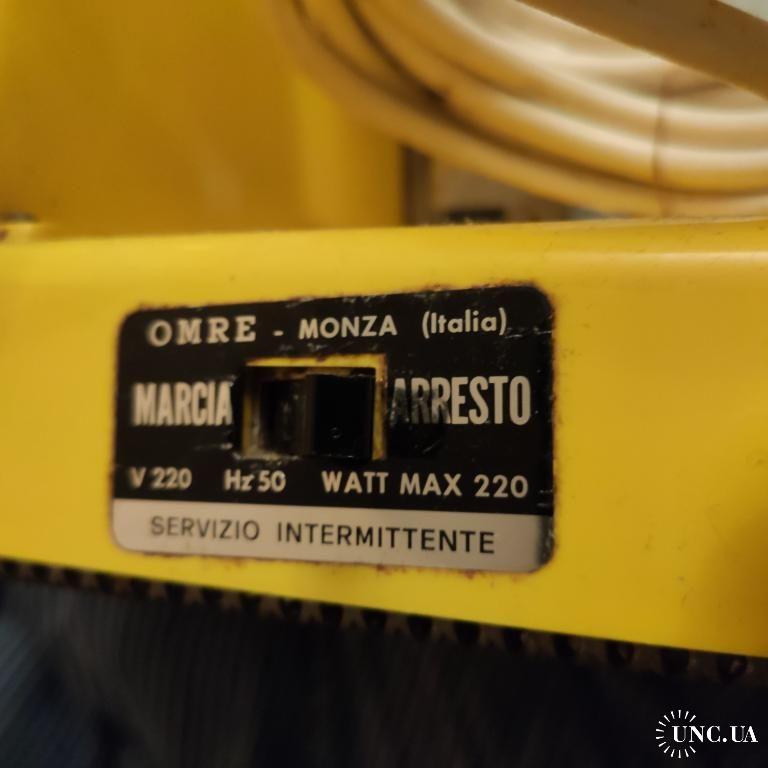 OMRE - MONZA (Italia)
MARCIA ARRESTO
V 220 Hz 50 WATT MAX 220
SERVIZIO INTERMITTENTE
UNC.UA